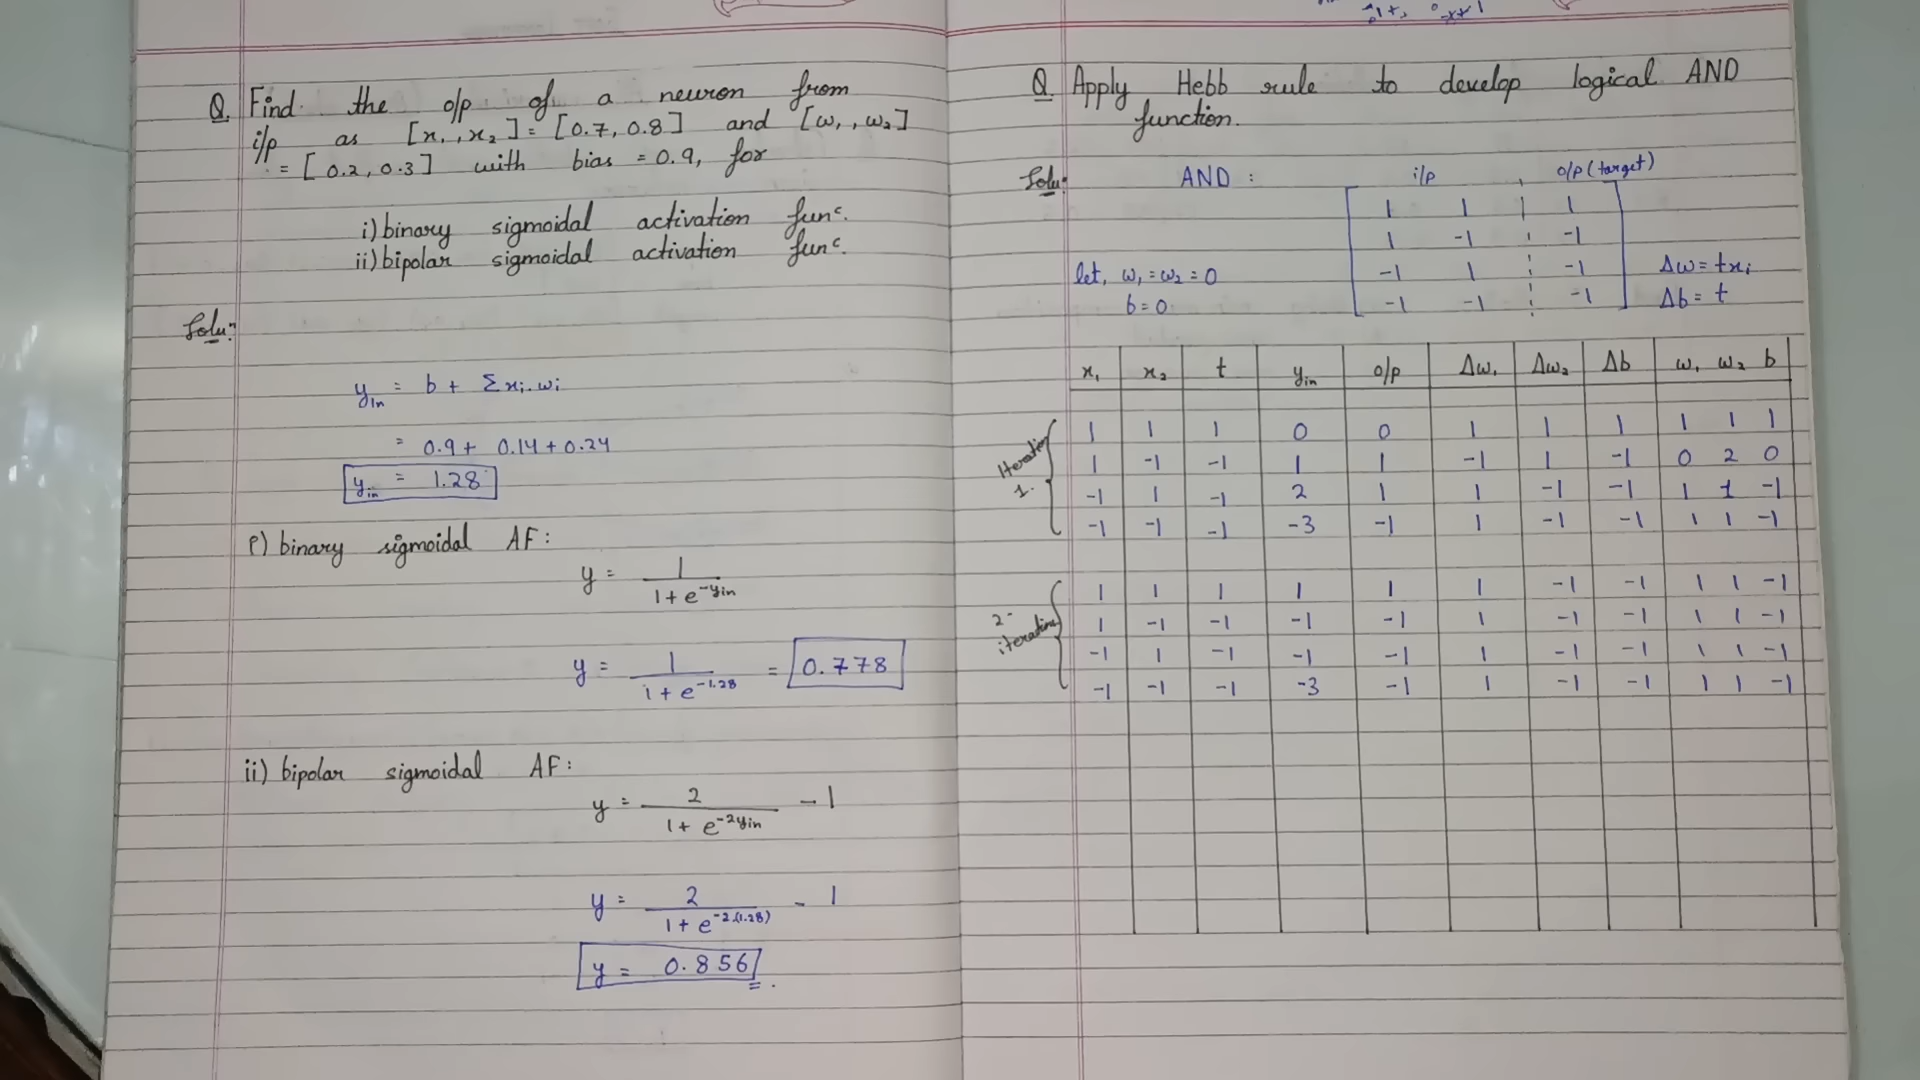 Q. Find the o/p of a neuron from
i/p as [x₁, x₂] = [0.7, 0.8] and [ω₁, ω₂]
= [0.2, 0.3] with bias = 0.9, for
i) binary sigmoidal activation funᶜ.
ii) bipolar sigmoidal activation funᶜ.
Solu:
yin = b + Σxi.wi
= 0.9 + 0.14 + 0.24
yin = 1.28
i) binary sigmoidal AF:
y = 1 / (1 + e^-yin)
y = 1 / (1 + e^-1.28) = 0.778
ii) bipolar sigmoidal AF:
y = 2 / (1 + e^-2yin) - 1
y = 2 / (1 + e^-2.(1.28)) - 1
y = 0.856
Q Apply Hebb rule to develop logical AND
function.
Solu: AND : i/p o/p (target)
1 1 1
1 -1 -1
let, ω₁ = ω₂ = 0 -1 1 -1 Δω = txi
b = 0 -1 -1 -1 Δb = t
x₁ x₂ t yin o/p Δω₁ Δω₂ Δb ω₁ ω₂ b
Iteration 1.
1 1 1 0 0 1 1 1 1 1 1
1 -1 -1 1 1 -1 1 -1 0 2 0
-1 1 -1 2 1 1 -1 -1 1 1 -1
-1 -1 -1 -3 -1 1 -1 -1 1 1 -1
2- iteration
1 1 1 1 1 1 -1 -1 1 1 -1
1 -1 -1 -1 -1 1 -1 -1 1 1 -1
-1 1 -1 -1 -1 1 -1 -1 1 1 -1
-1 -1 -1 -3 -1 1 -1 -1 1 1 -1